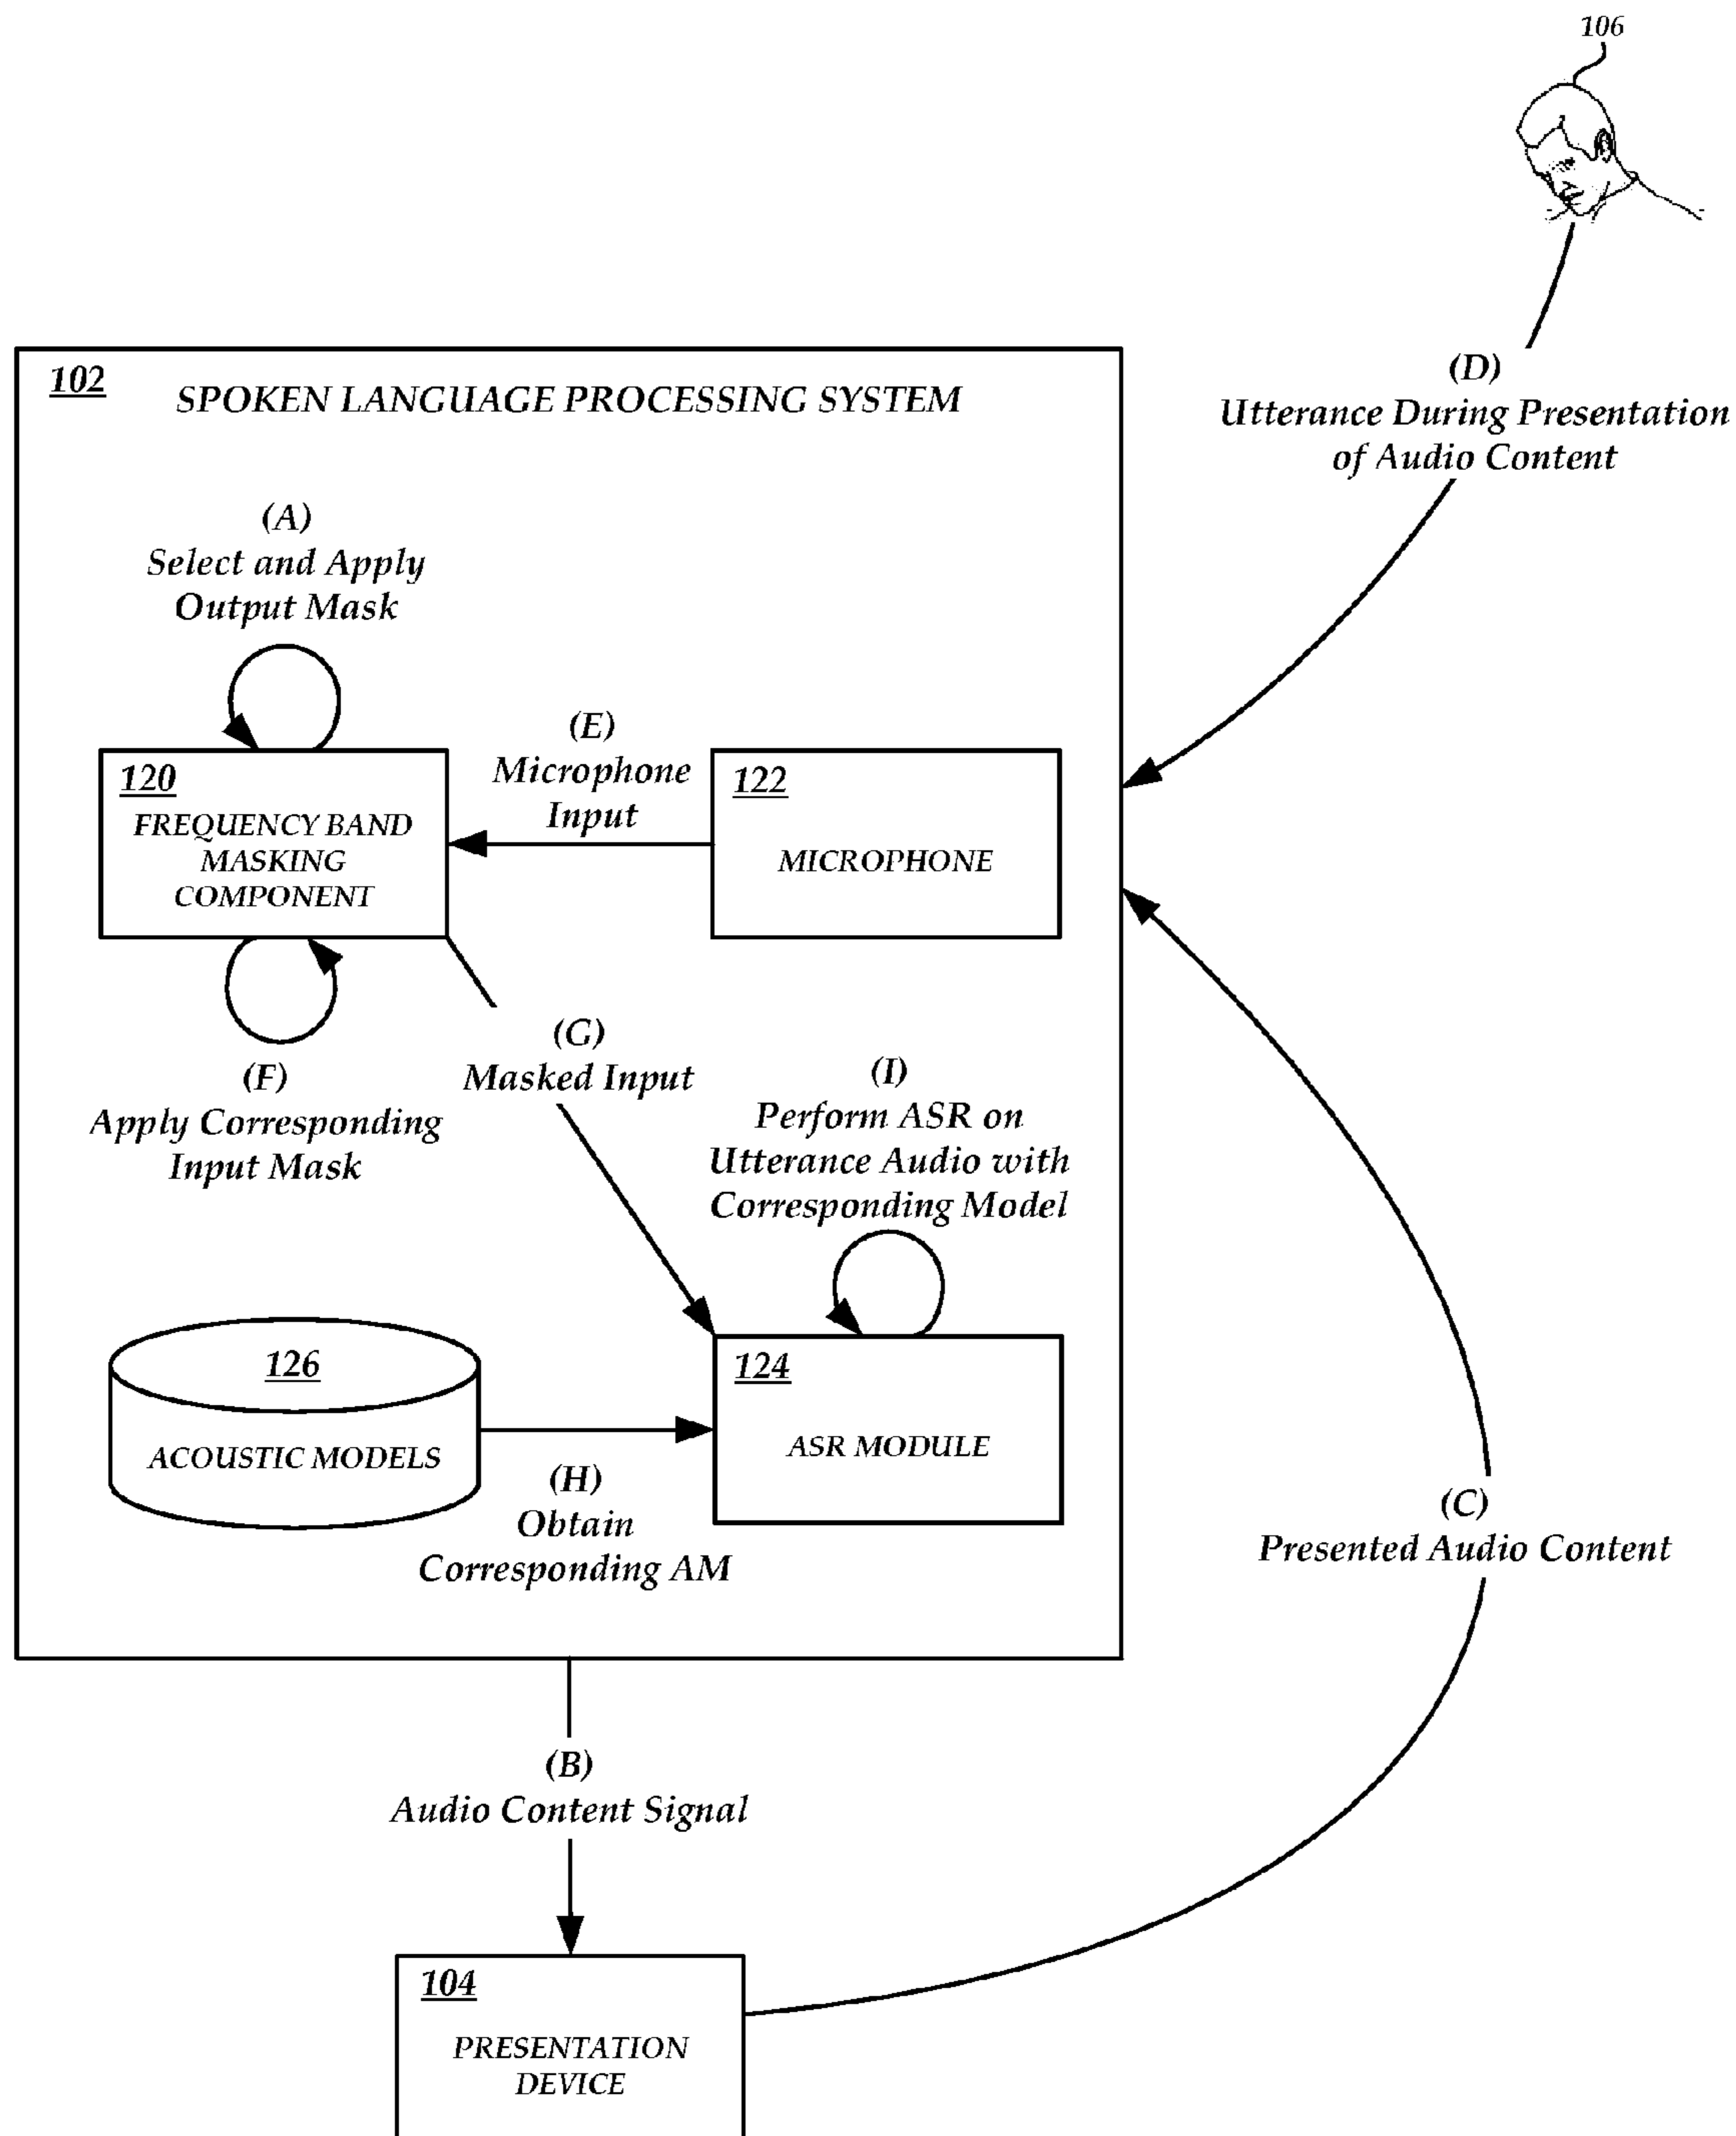 106
102
SPOKEN LANGUAGE PROCESSING SYSTEM
(D)
Utterance During Presentation
of Audio Content
(A)
Select and Apply
Output Mask
(E)
Microphone
Input
120
FREQUENCY BAND
MASKING
COMPONENT
122
MICROPHONE
(F)
Apply Corresponding
Input Mask
(G)
Masked Input
(I)
Perform ASR on
Utterance Audio with
Corresponding Model
126
ACOUSTIC MODELS
124
ASR MODULE
(H)
Obtain
Corresponding AM
(C)
Presented Audio Content
(B)
Audio Content Signal
104
PRESENTATION
DEVICE